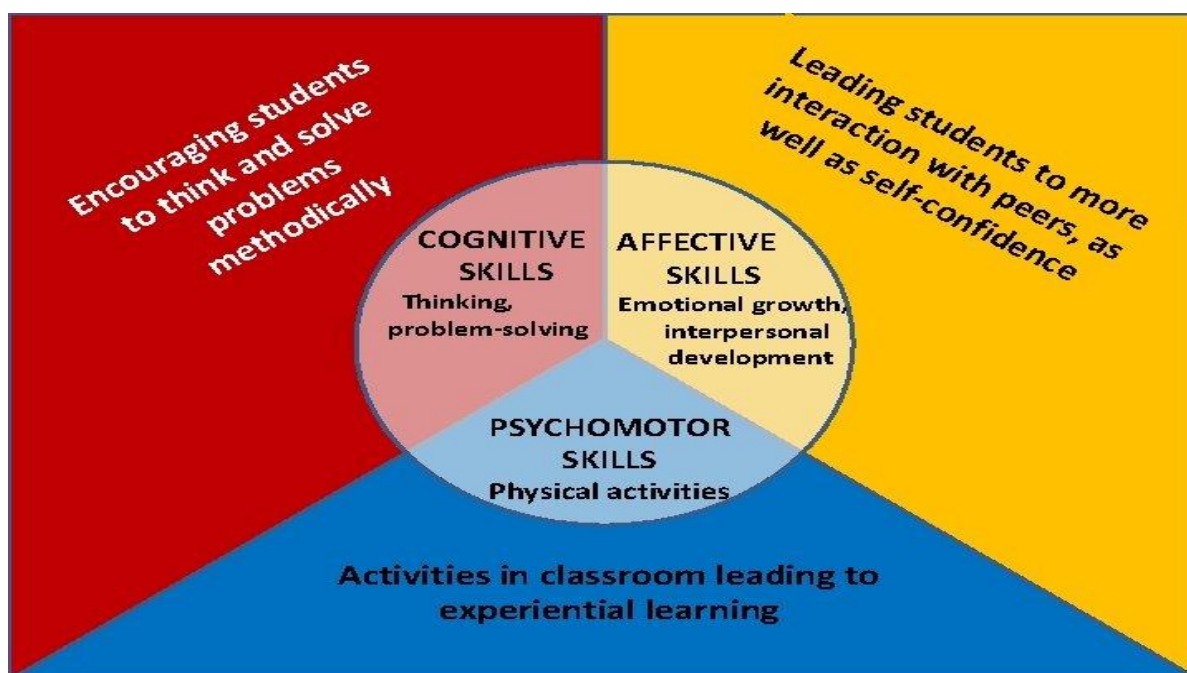 Encouraging students
to think and solve
problems
methodically
Leading students to more
interaction with peers, as
well as self-confidence
COGNITIVE
SKILLS
Thinking,
problem-solving
AFFECTIVE
SKILLS
Emotional growth,
interpersonal
development
PSYCHOMOTOR
SKILLS
Physical activities
Activities in classroom leading to
experiential learning